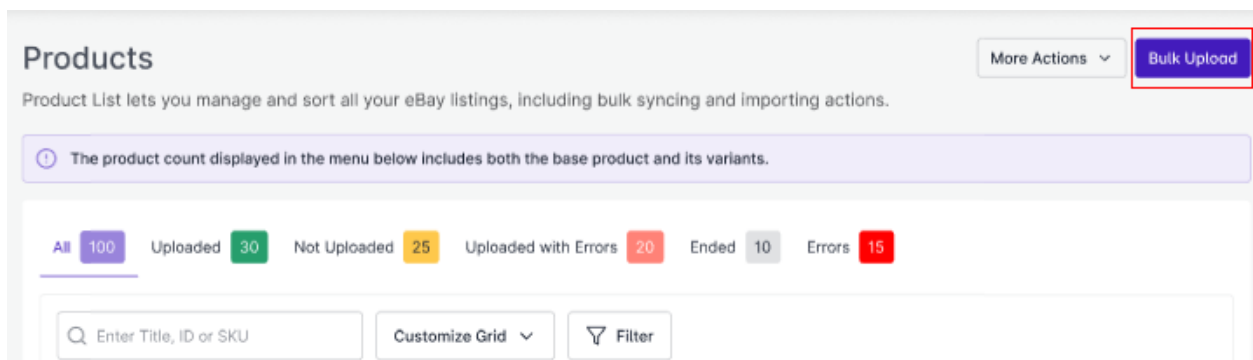 Products
More Actions
Bulk Upload
Product List lets you manage and sort all your eBay listings, including bulk syncing and importing actions.
The product count displayed in the menu below includes both the base product and its variants.
All 100 Uploaded 30 Not Uploaded 25 Uploaded with Errors 20 Ended 10 Errors 15
Enter Title, ID or SKU Customize Grid Filter